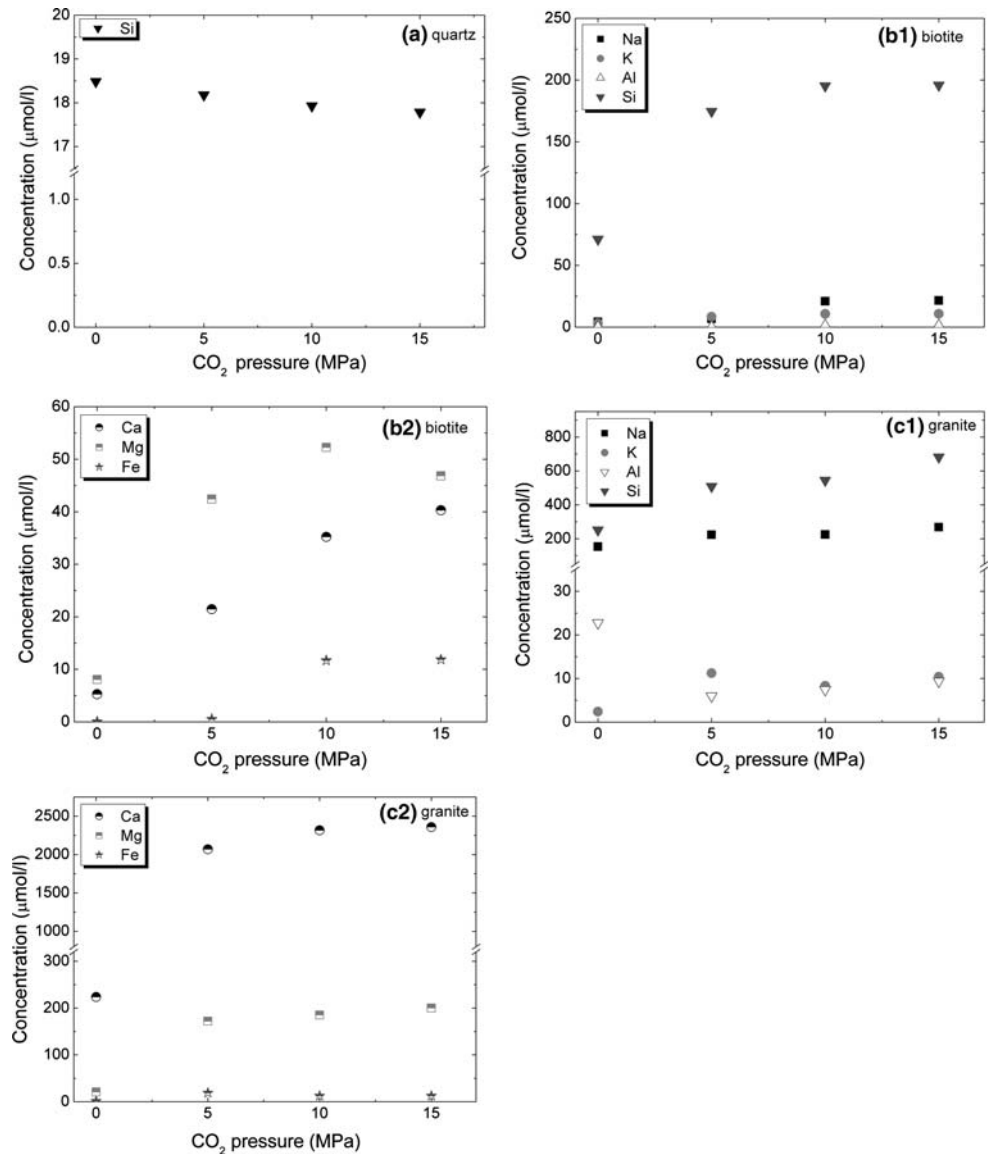 Si
(a) quartz
20
19
18
17
1.0
0.5
0.0
Concentration (µmol/l)
0 5 10 15
CO2 pressure (MPa)
Na
K
Al
Si
(b1) biotite
250
200
150
100
50
0
Concentration (µmol/l)
0 5 10 15
CO2 pressure (MPa)
Ca
Mg
Fe
(b2) biotite
60
50
40
30
20
10
0
Concentration (µmol/l)
0 5 10 15
CO2 pressure (MPa)
Na
K
Al
Si
(c1) granite
800
600
400
200
30
20
10
0
Concentration (µmol/l)
0 5 10 15
CO2 pressure (MPa)
Ca
Mg
Fe
(c2) granite
2500
2000
1500
1000
300
200
100
0
Concentration (µmol/l)
0 5 10 15
CO2 pressure (MPa)